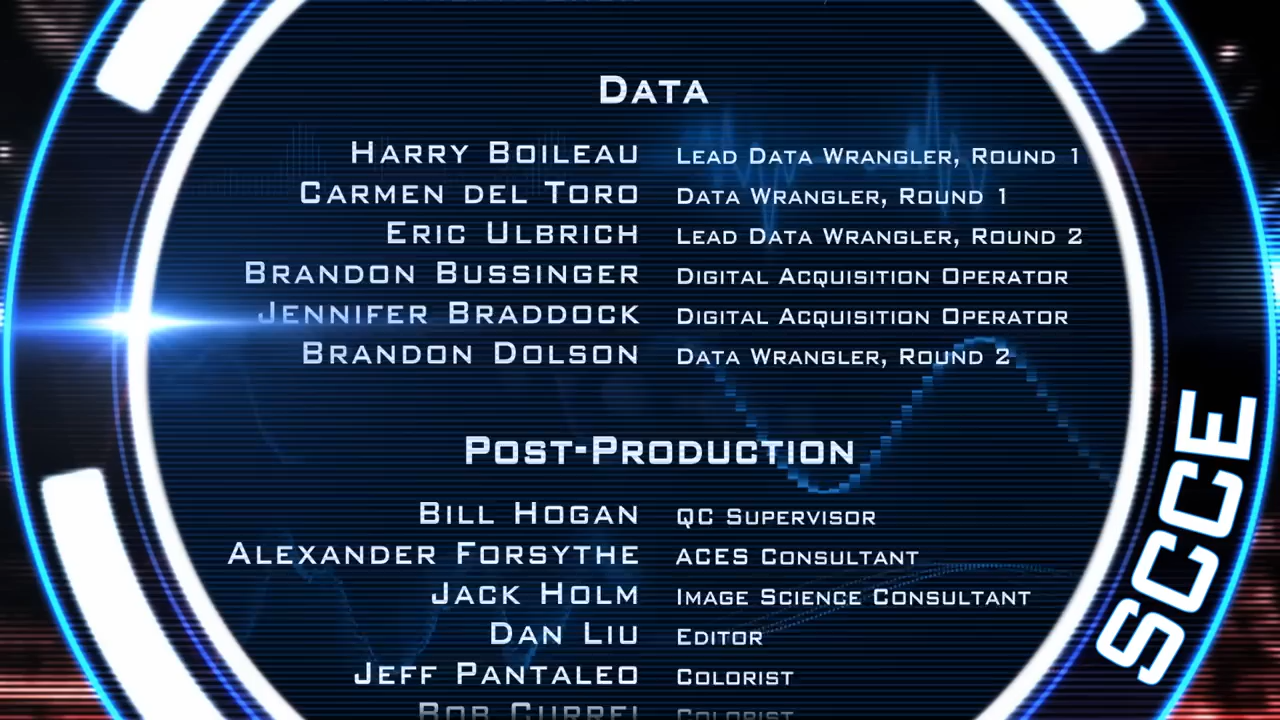 DATA
HARRY BOILEAU LEAD DATA WRANGLER, ROUND 1
CARMEN DEL TORO DATA WRANGLER, ROUND 1
ERIC ULBRICH LEAD DATA WRANGLER, ROUND 2
BRANDON BUSSINGER DIGITAL ACQUISITION OPERATOR
JENNIFER BRADDOCK DIGITAL ACQUISITION OPERATOR
BRANDON DOLSON DATA WRANGLER, ROUND 2
POST-PRODUCTION
BILL HOGAN QC SUPERVISOR
ALEXANDER FORSYTHE ACES CONSULTANT
JACK HOLM IMAGE SCIENCE CONSULTANT
DAN LIU EDITOR
JEFF PANTALEO COLORIST
BOB COLORIST
SCCE